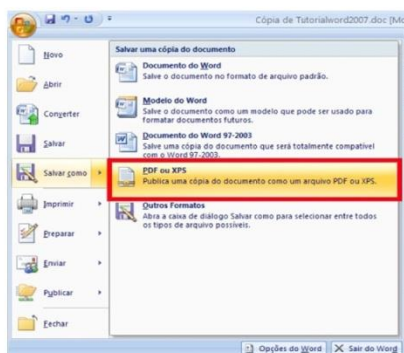 Cópia de Tutorialword2007.doc [Mo
Novo
Abrir
Converter
Salvar
Salvar como
Imprimir
Preparar
Enviar
Publicar
Fechar
Salvar uma cópia do documento
Documento do Word
Salve o documento no formato de arquivo padrão.
Modelo do Word
Salve o documento como um modelo que pode ser usado para
formatar documentos futuros.
Documento do Word 97-2003
Salve uma cópia do documento que será totalmente compatível
com o Word 97-2003.
PDF ou XPS
Publica uma cópia do documento como um arquivo PDF ou XPS.
Outros Formatos
Abra a caixa de diálogo Salvar como para selecionar entre todos
os tipos de arquivo possíveis.
Opções do Word
Sair do Word